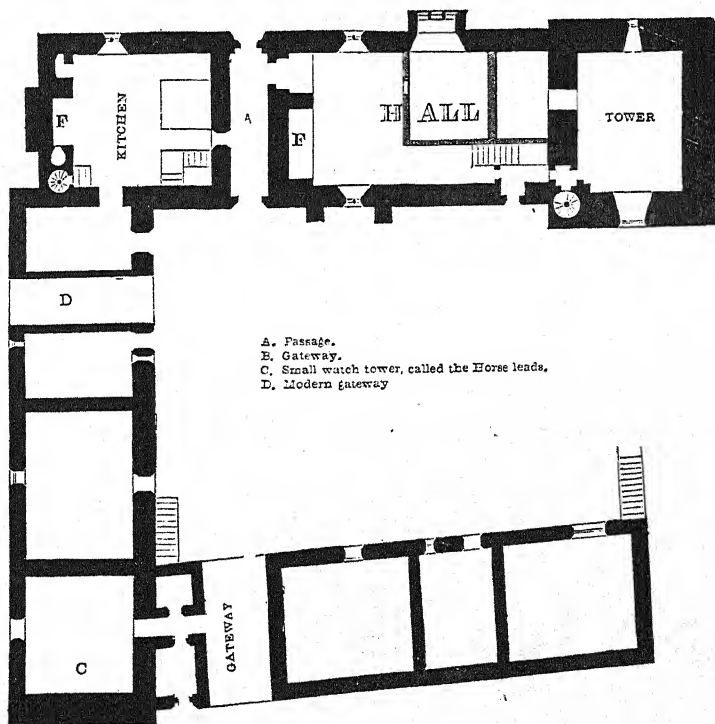 KITCHEN
F
A
F
HALL
TOWER
D
A. Passage.
B. Gateway.
C. Small watch tower, called the Horse leads.
D. Modern gateway
GATEWAY
C